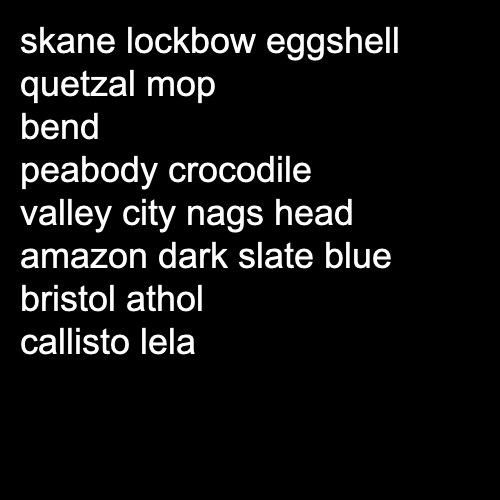 skane lockbow eggshell
quetzal mop
bend
peabody crocodile
valley city nags head
amazon dark slate blue
bristol athol
callisto lela